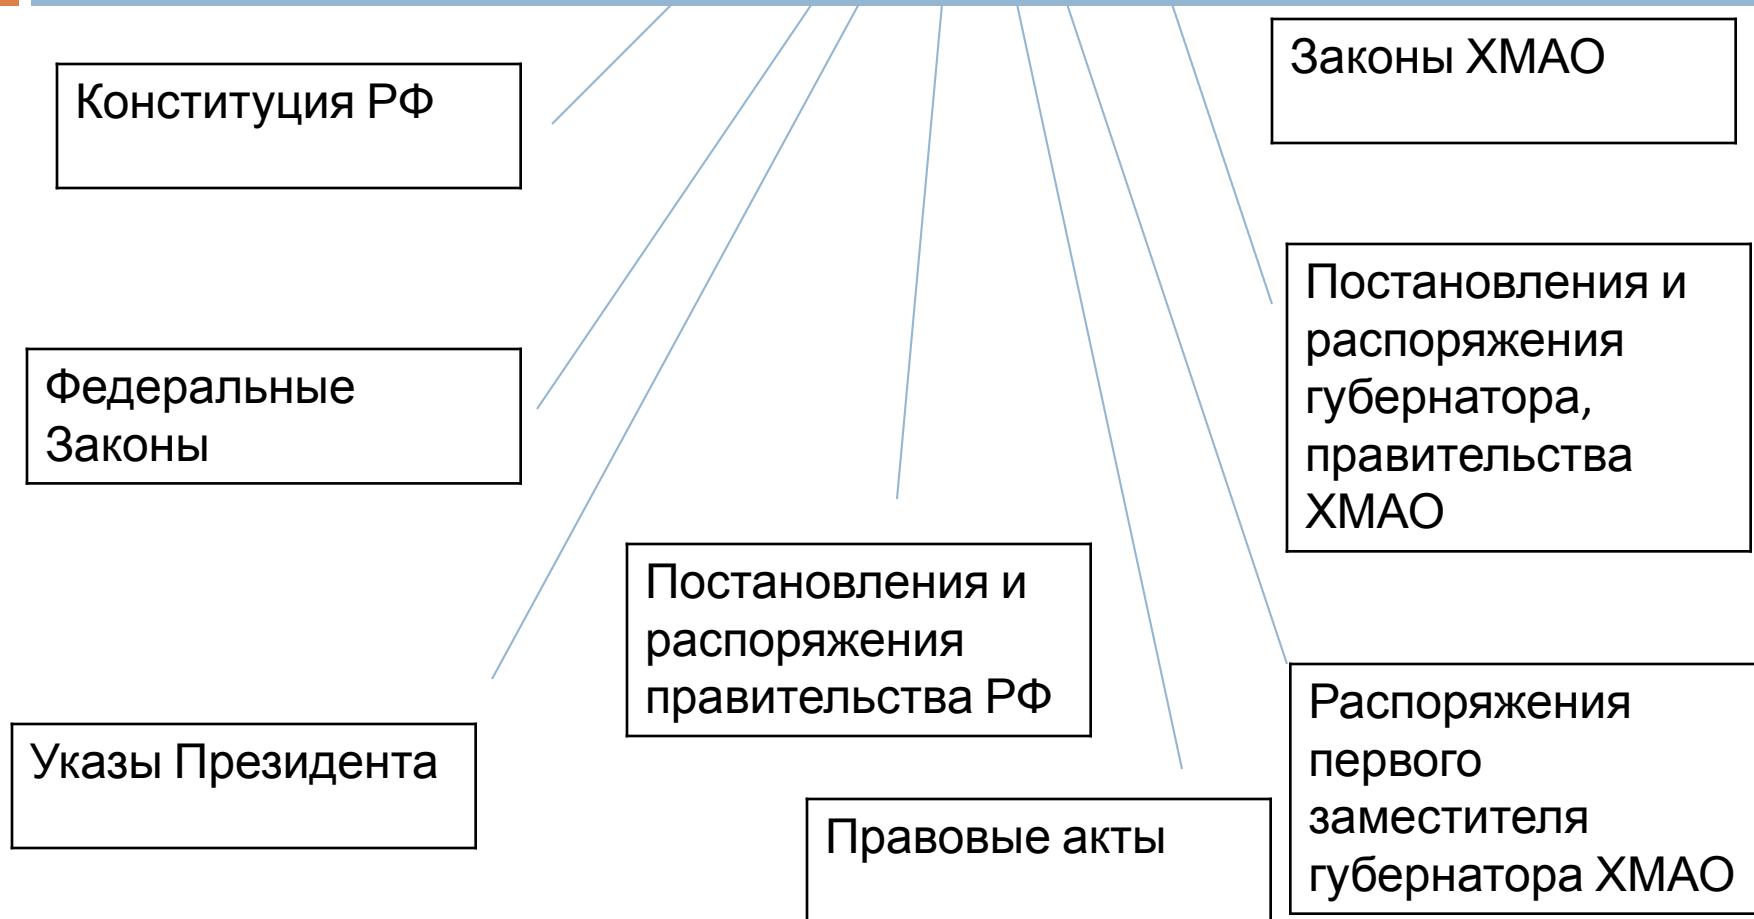 Конституция РФ
Законы ХМАО
Федеральные
Законы
Постановления и
распоряжения
губернатора,
правительства
ХМАО
Указы Президента
Постановления и
распоряжения
правительства РФ
Правовые акты
Распоряжения
первого
заместителя
губернатора ХМАО